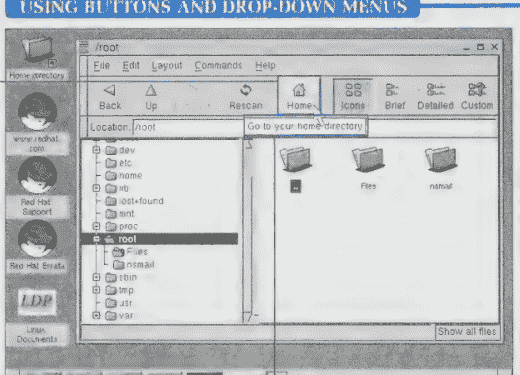 USING BUTTONS AND DROP-DOWN MENUS
/root
File Edit Layout Commands Help
Back Up Rescan Home Icons Brief Detailed Custom
Location: /root
Go to your home directory
Home directory
www.redhat.com
Red Hat
Support
Red Hat Errata
LDP
Linux
Documents
dev
etc
home
lib
lost+found
mnt
proc
root
Files
nsmail
sbin
tmp
usr
var
..
Files
nsmail
Show all files